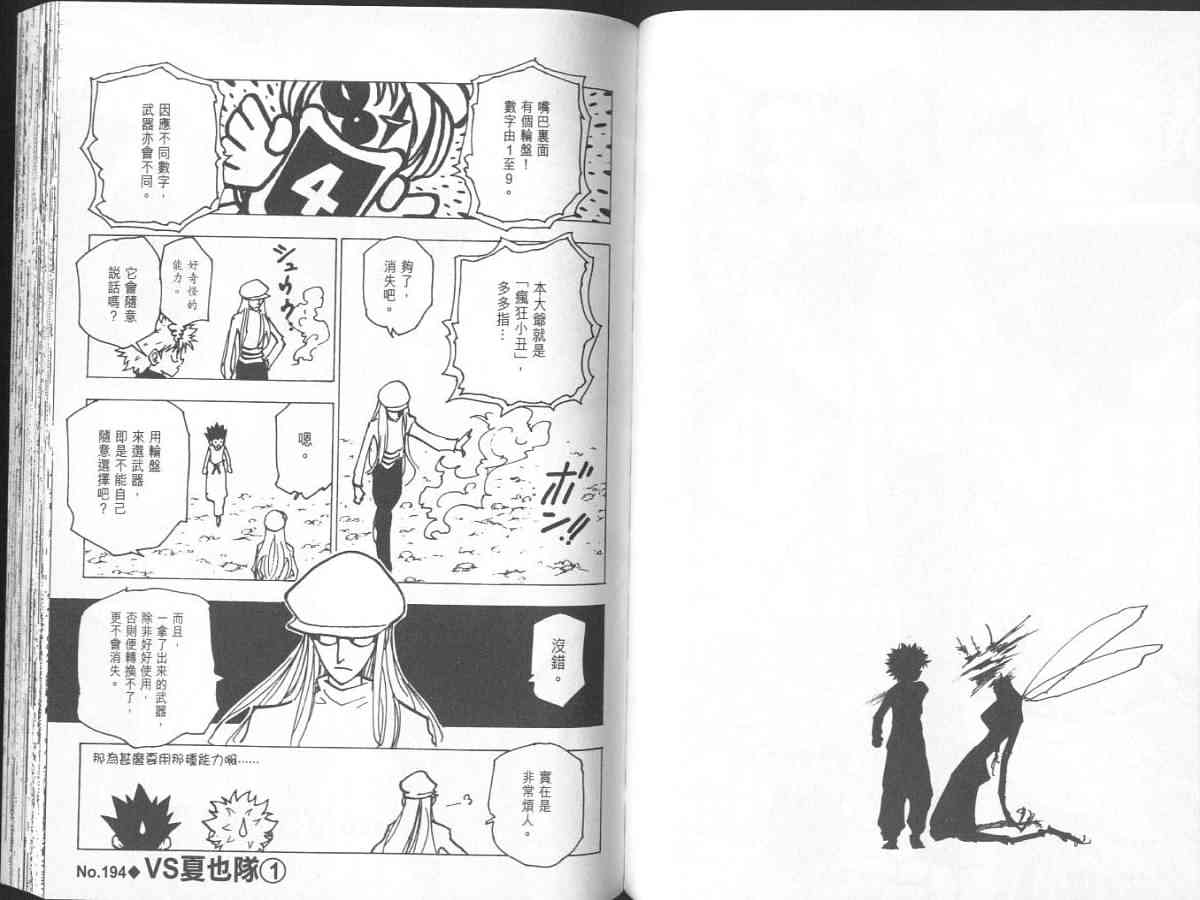 嘴巴裏面
有個輪盤！
數字由1至9。
4
因應不同數字，
武器亦會不同。
本大爺就是
「瘋狂小丑」，
多多指…
夠了，
消失吧。
ボンッ!!
シュウウ…
好奇怪的
能力。
它會隨意
說話嗎？
嗯。
用輪盤
來選武器，
即是不能自己
隨意選擇吧？
沒錯。
而且，
一拿了出來的武器，
除非好好使用，
否則便轉換不了，
更不會消失。
實在是
非常煩人。
那為甚麼要用那種能力喎……
No.194◆VS夏也隊①